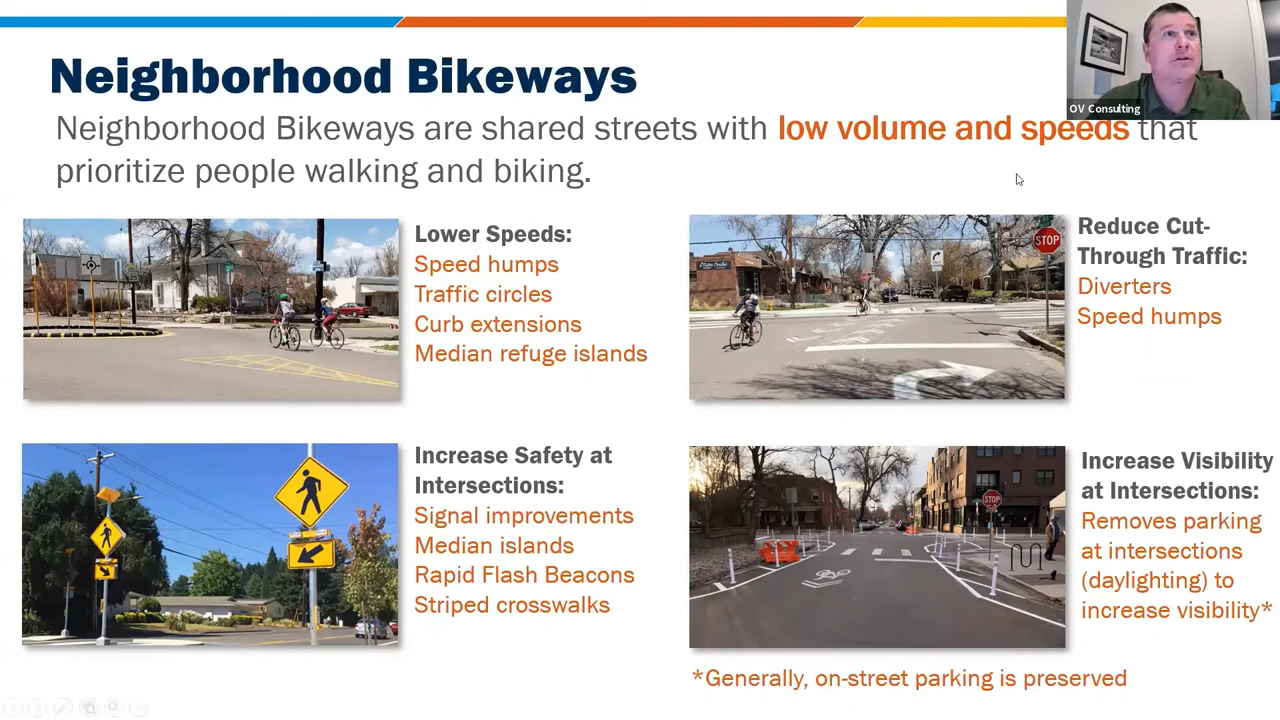 Neighborhood Bikeways
OV Consulting
Neighborhood Bikeways are shared streets with low volume and speeds that
prioritize people walking and biking.
Lower Speeds:
Speed humps
Traffic circles
Curb extensions
Median refuge islands
STOP
Reduce Cut-
Through Traffic:
Diverters
Speed humps
Increase Safety at
Intersections:
Signal improvements
Median islands
Rapid Flash Beacons
Striped crosswalks
STOP
Increase Visibility
at Intersections:
Removes parking
at intersections
(daylighting) to
increase visibility*
*Generally, on-street parking is preserved